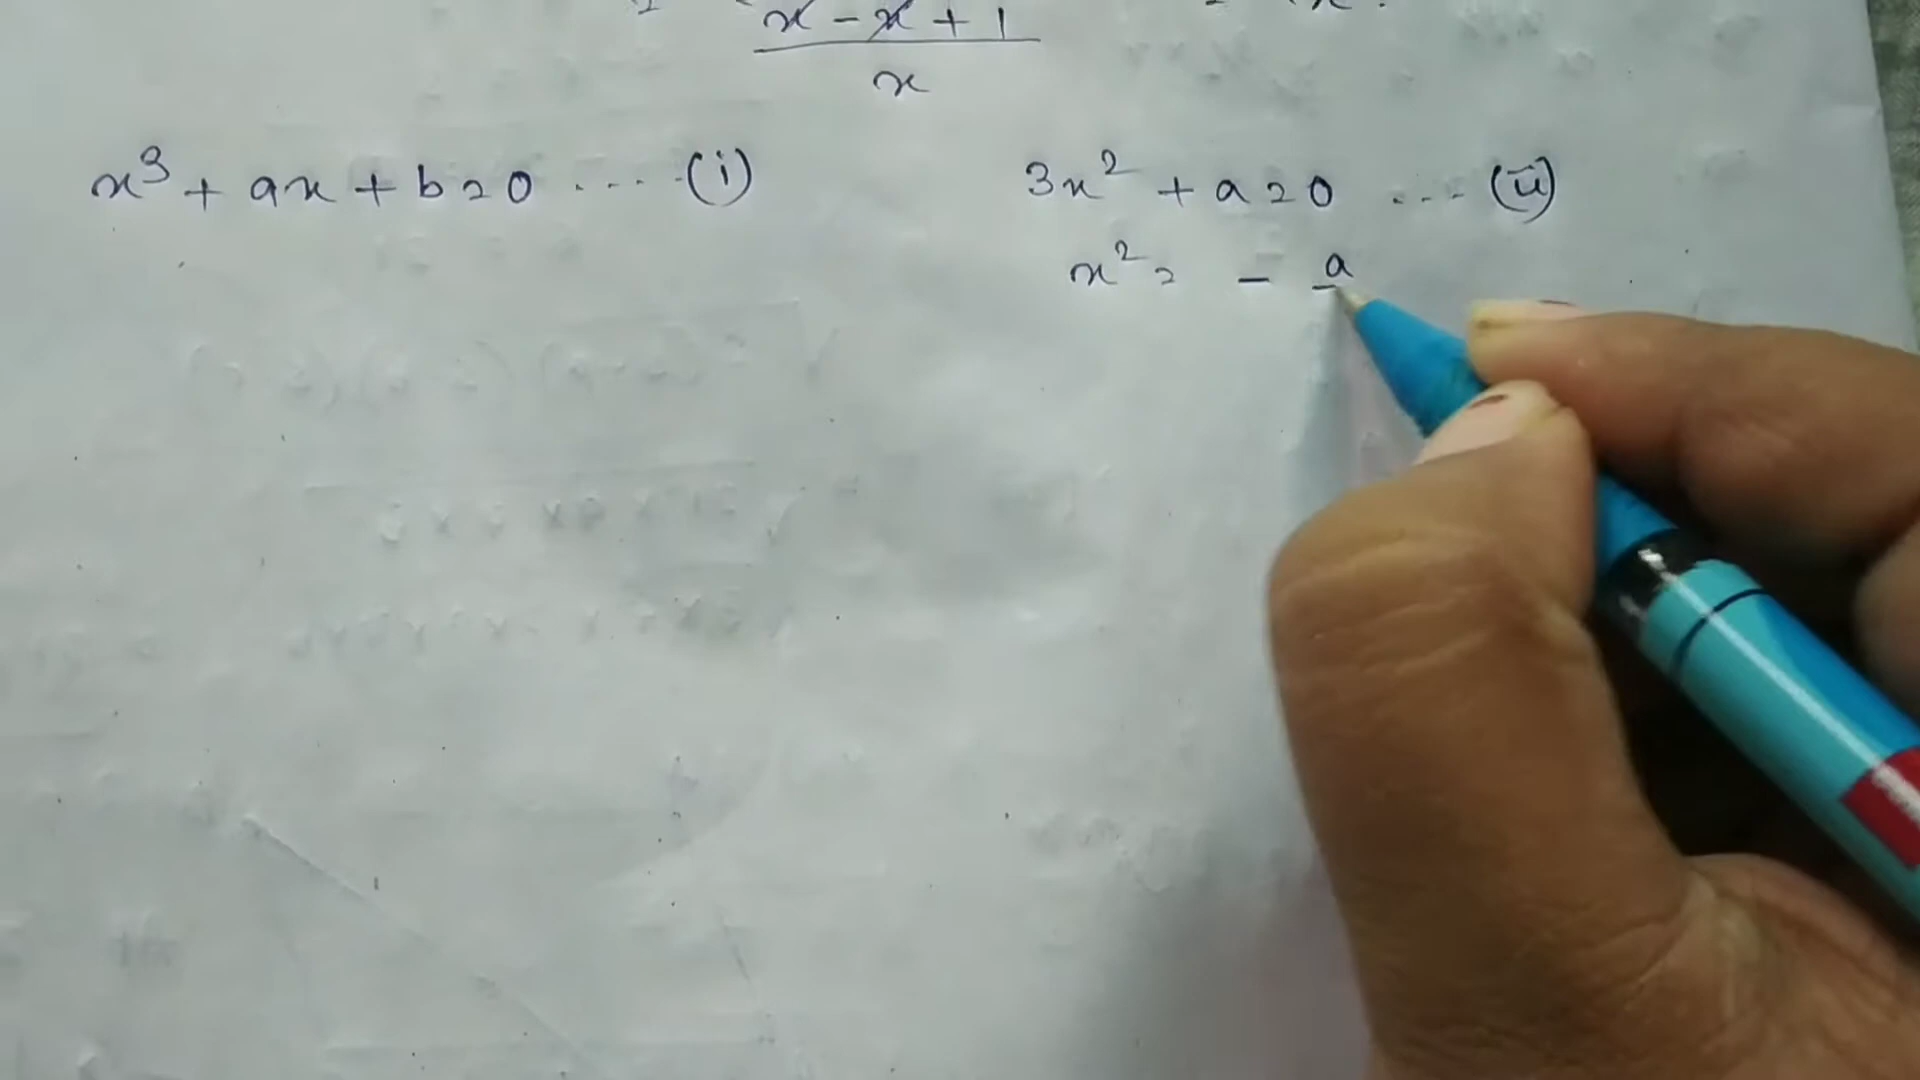 x - x + 1
x
x³ + ax + b = 0 .... (i)
3x² + a = 0 ... (ii)
x² = - a